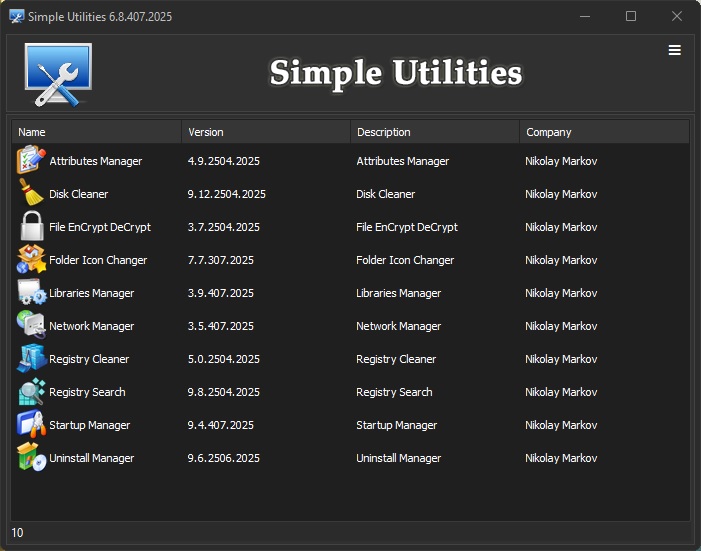 Simple Utilities 6.8.407.2025
Simple Utilities
Name Version Description Company
Attributes Manager 4.9.2504.2025 Attributes Manager Nikolay Markov
Disk Cleaner 9.12.2504.2025 Disk Cleaner Nikolay Markov
File EnCrypt DeCrypt 3.7.2504.2025 File EnCrypt DeCrypt Nikolay Markov
Folder Icon Changer 7.7.307.2025 Folder Icon Changer Nikolay Markov
Libraries Manager 3.9.407.2025 Libraries Manager Nikolay Markov
Network Manager 3.5.407.2025 Network Manager Nikolay Markov
Registry Cleaner 5.0.2504.2025 Registry Cleaner Nikolay Markov
Registry Search 9.8.2504.2025 Registry Search Nikolay Markov
Startup Manager 9.4.407.2025 Startup Manager Nikolay Markov
Uninstall Manager 9.6.2506.2025 Uninstall Manager Nikolay Markov
10